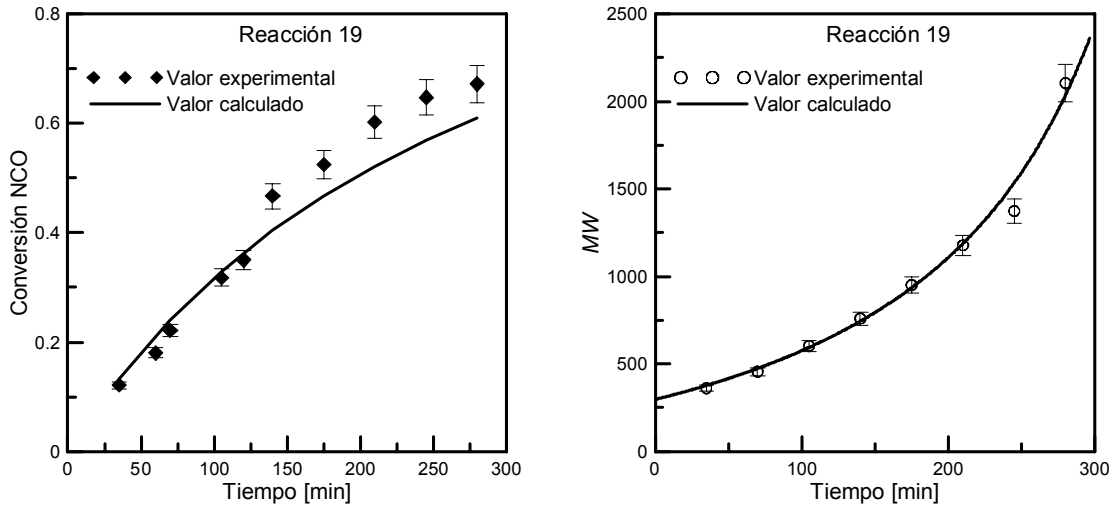 Reacción 19
Valor experimental
Valor calculado
Conversión NCO
0.8
0.6
0.4
0.2
0
0 50 100 150 200 250 300
Tiempo [min]
Reacción 19
Valor experimental
Valor calculado
MW
2500
2000
1500
1000
500
0
0 100 200 300
Tiempo [min]